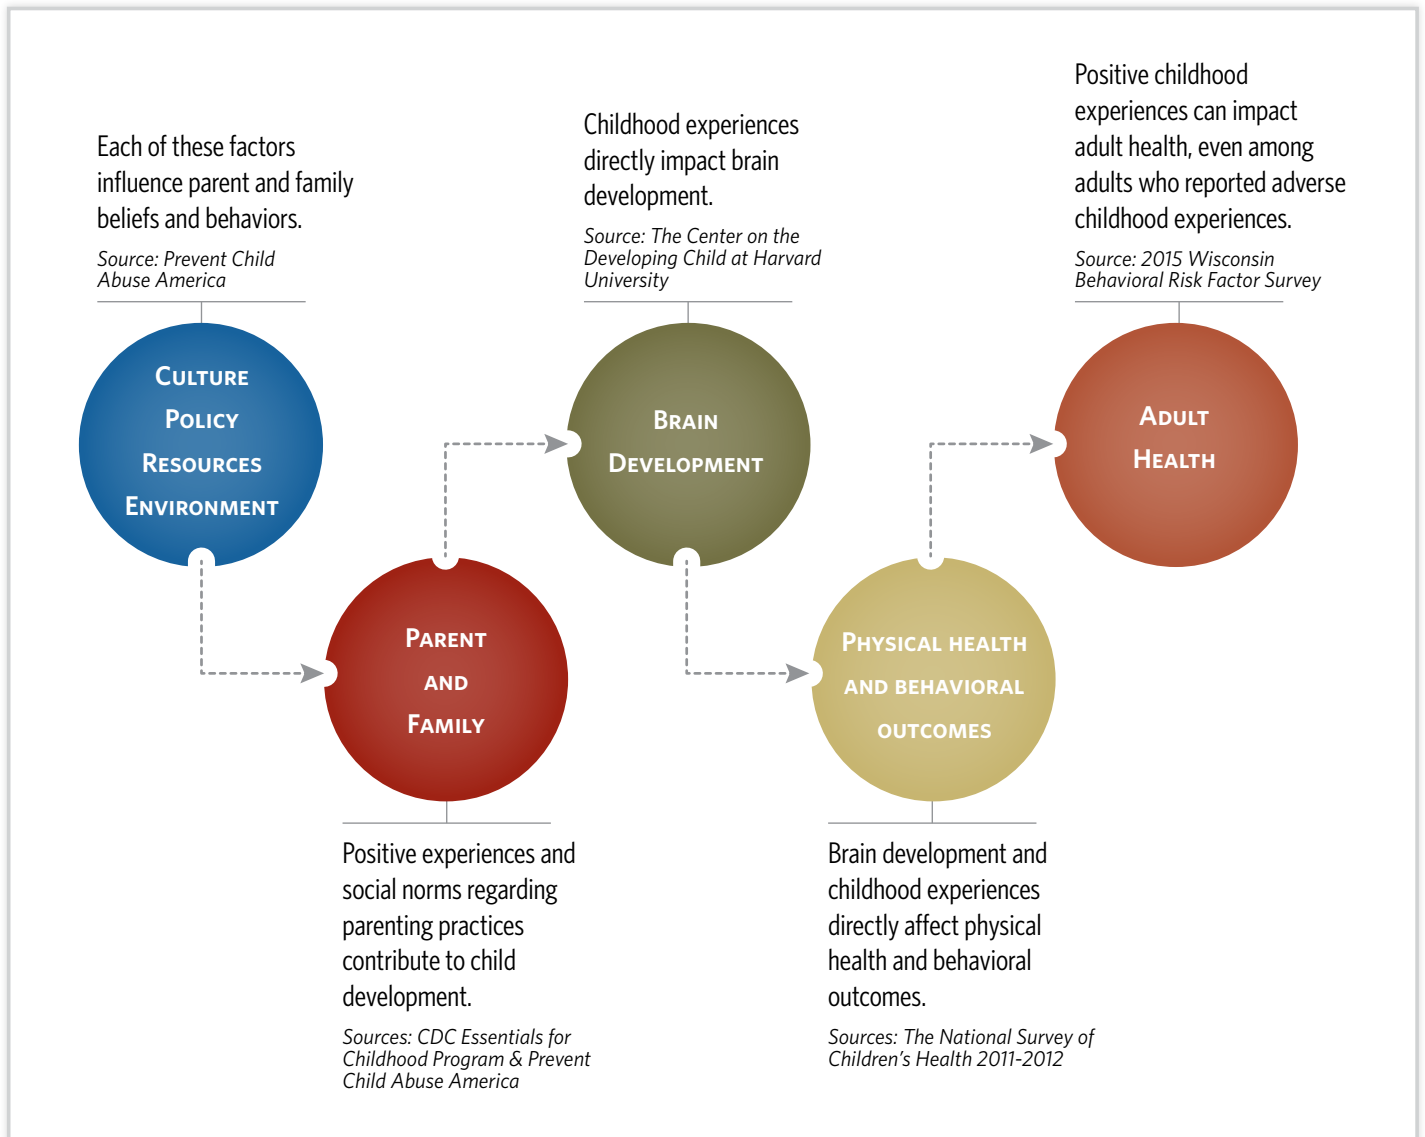 Each of these factors
influence parent and family
beliefs and behaviors.
Source: Prevent Child
Abuse America
CULTURE
POLICY
RESOURCES
ENVIRONMENT
PARENT
AND
FAMILY
Positive experiences and
social norms regarding
parenting practices
contribute to child
development.
Sources: CDC Essentials for
Childhood Program & Prevent
Child Abuse America
Childhood experiences
directly impact brain
development.
Source: The Center on the
Developing Child at Harvard
University
BRAIN
DEVELOPMENT
PHYSICAL HEALTH
AND BEHAVIORAL
OUTCOMES
Brain development and
childhood experiences
directly affect physical
health and behavioral
outcomes.
Sources: The National Survey of
Children's Health 2011-2012
Positive childhood
experiences can impact
adult health, even among
adults who reported adverse
childhood experiences.
Source: 2015 Wisconsin
Behavioral Risk Factor Survey
ADULT
HEALTH